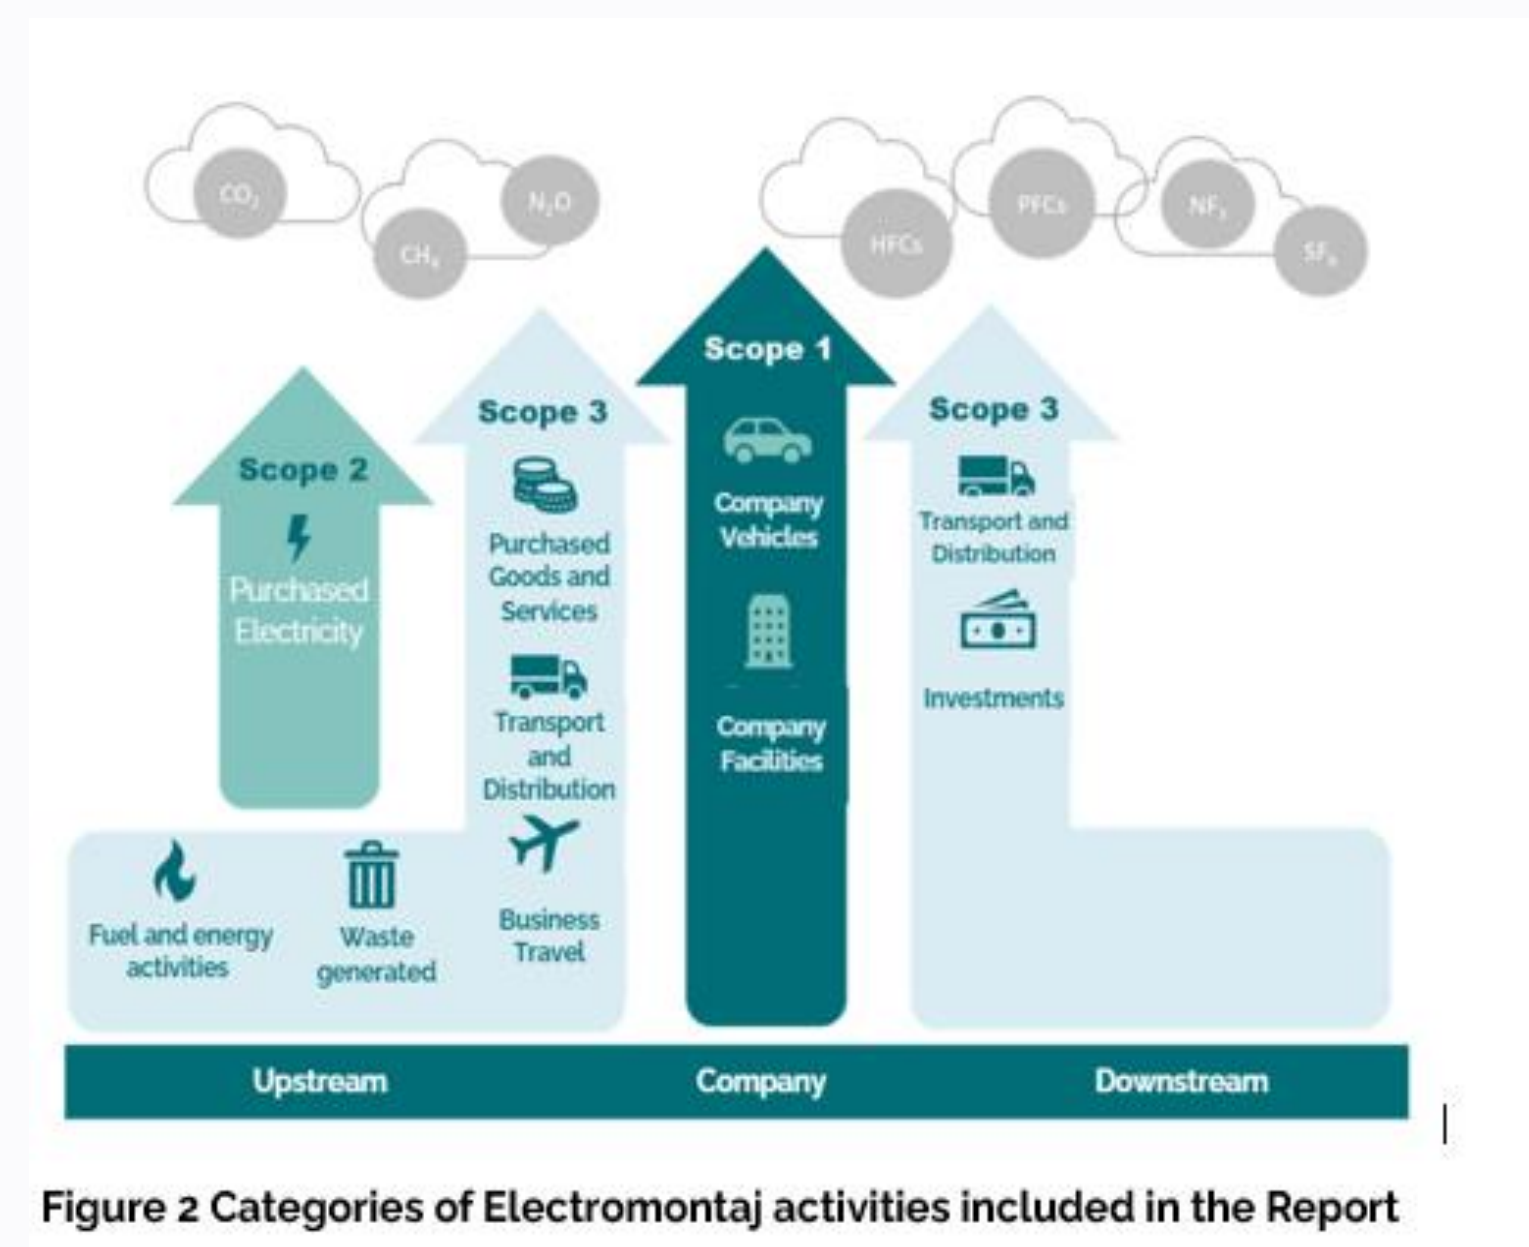 CO₂
CH₄
N₂O
HFCs
PFCs
NF₃
SF₆
Scope 2
Purchased
Electricity
Scope 3
Purchased
Goods and
Services
Transport
and
Distribution
Business
Travel
Fuel and energy
activities
Waste
generated
Scope 1
Company
Vehicles
Company
Facilities
Scope 3
Transport and
Distribution
Investments
Upstream
Company
Downstream
Figure 2 Categories of Electromontaj activities included in the Report